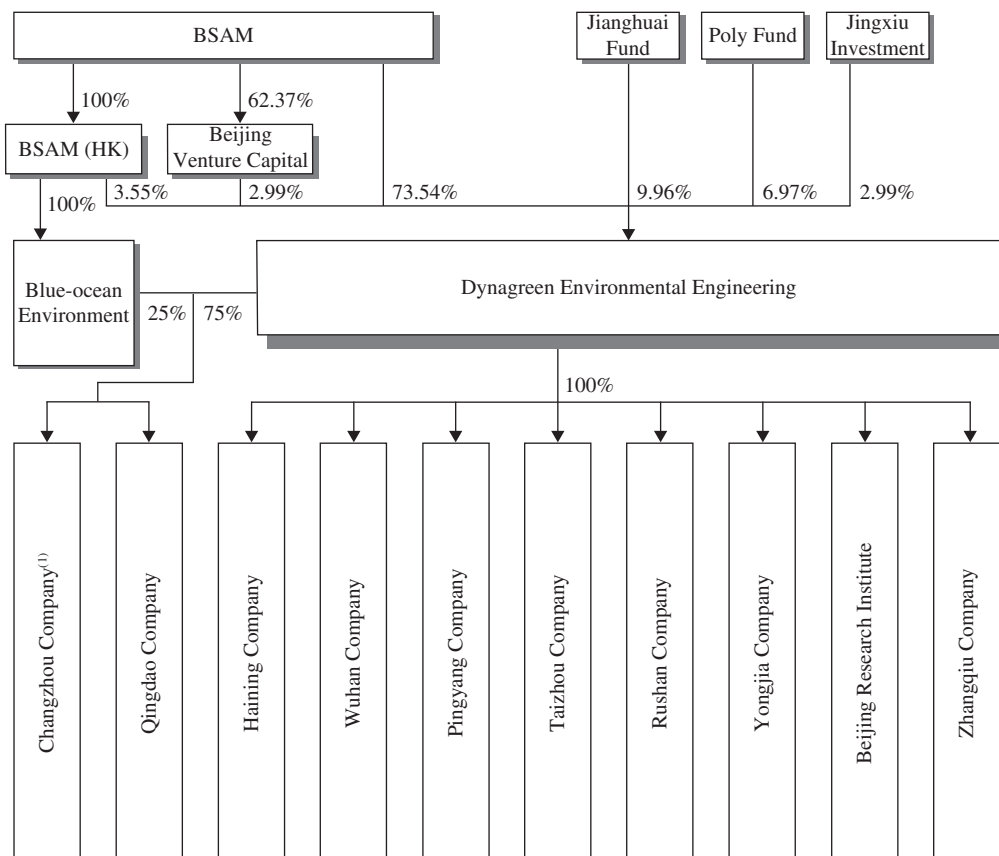 BSAM
Jianghuai
Fund
Poly Fund
Jingxiu
Investment
100%
62.37%
BSAM (HK)
Beijing
Venture Capital
100%
3.55%
2.99%
73.54%
9.96%
6.97%
2.99%
Blue-ocean
Environment
25%
75%
Dynagreen Environmental Engineering
100%
Changzhou Company(1)
Qingdao Company
Haining Company
Wuhan Company
Pingyang Company
Taizhou Company
Rushan Company
Yongjia Company
Beijing Research Institute
Zhangqiu Company